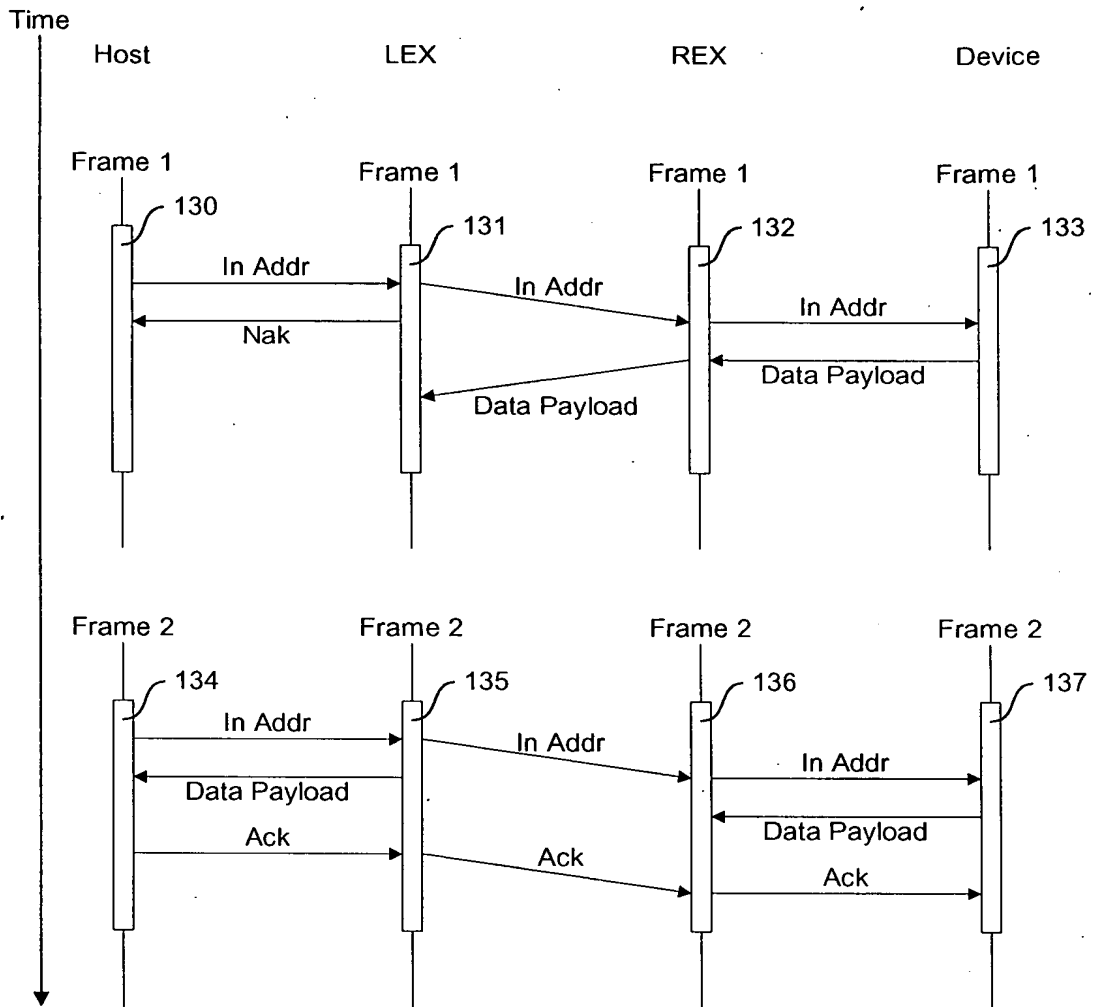 Time
Host LEX REX Device
Frame 1 Frame 1 Frame 1 Frame 1
130 131 132 133
In Addr In Addr In Addr
Nak Data Payload Data Payload
Frame 2 Frame 2 Frame 2 Frame 2
134 135 136 137
In Addr In Addr In Addr
Data Payload Data Payload
Ack Ack Ack